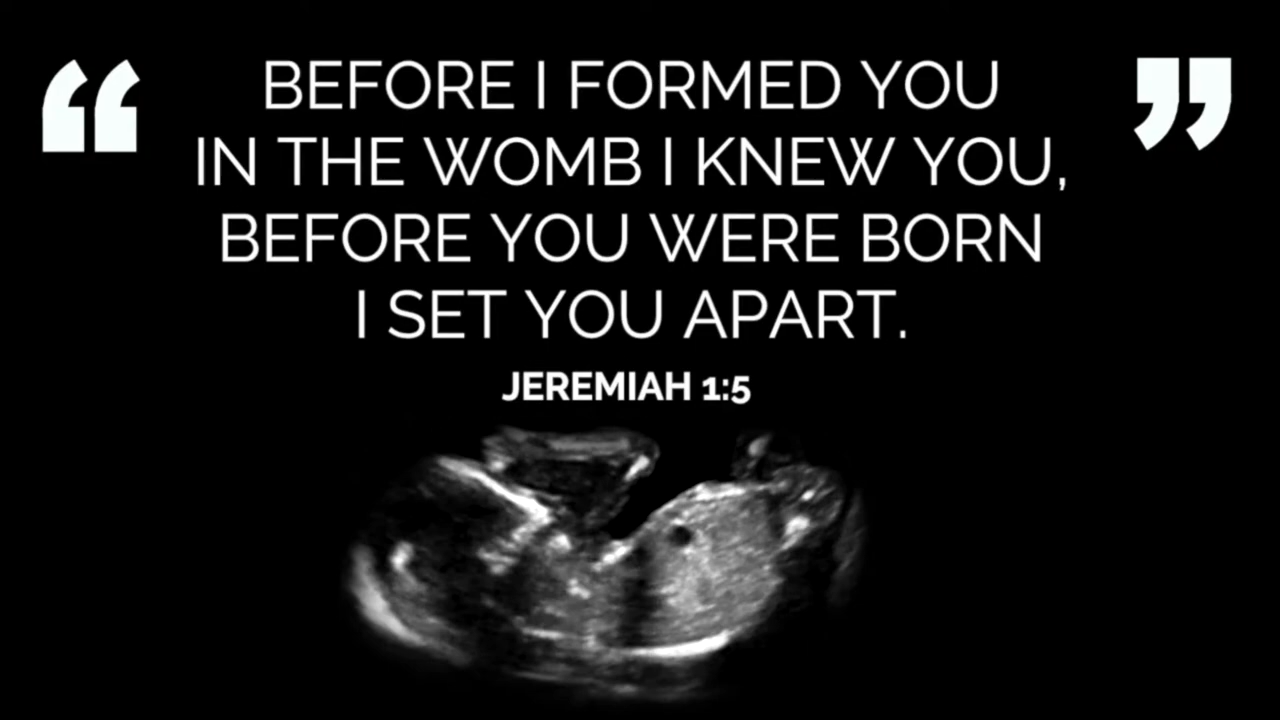 “ BEFORE I FORMED YOU ”
IN THE WOMB I KNEW YOU,
BEFORE YOU WERE BORN
I SET YOU APART.
JEREMIAH 1:5